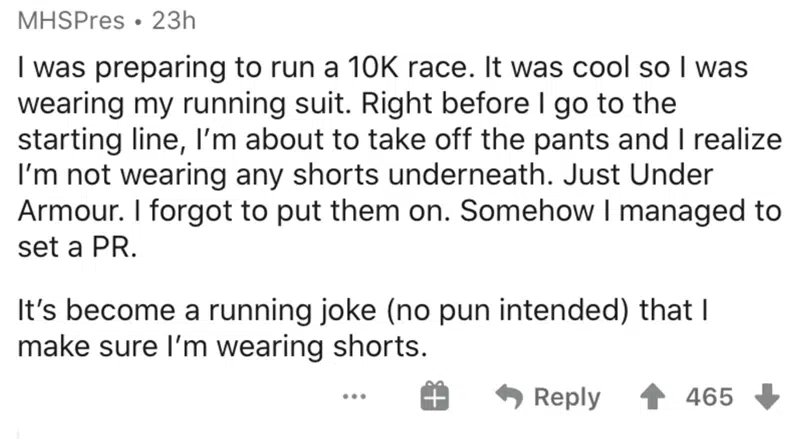 MHSPres • 23h
I was preparing to run a 10K race. It was cool so I was
wearing my running suit. Right before I go to the
starting line, I’m about to take off the pants and I realize
I’m not wearing any shorts underneath. Just Under
Armour. I forgot to put them on. Somehow I managed to
set a PR.
It’s become a running joke (no pun intended) that I
make sure I’m wearing shorts.
... Reply 465